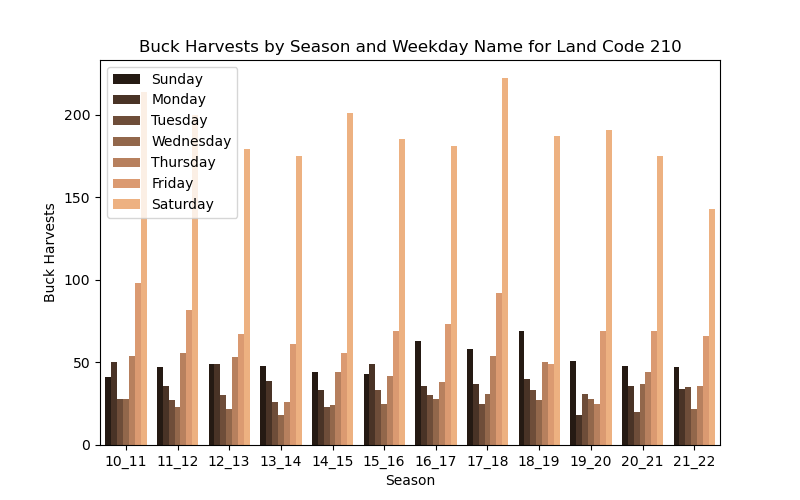 Buck Harvests by Season and Weekday Name for Land Code 210
Sunday
Monday
Tuesday
Wednesday
Thursday
Friday
Saturday
200
150
100
50
0
Buck Harvests
10_11 11_12 12_13 13_14 14_15 15_16 16_17 17_18 18_19 19_20 20_21 21_22
Season